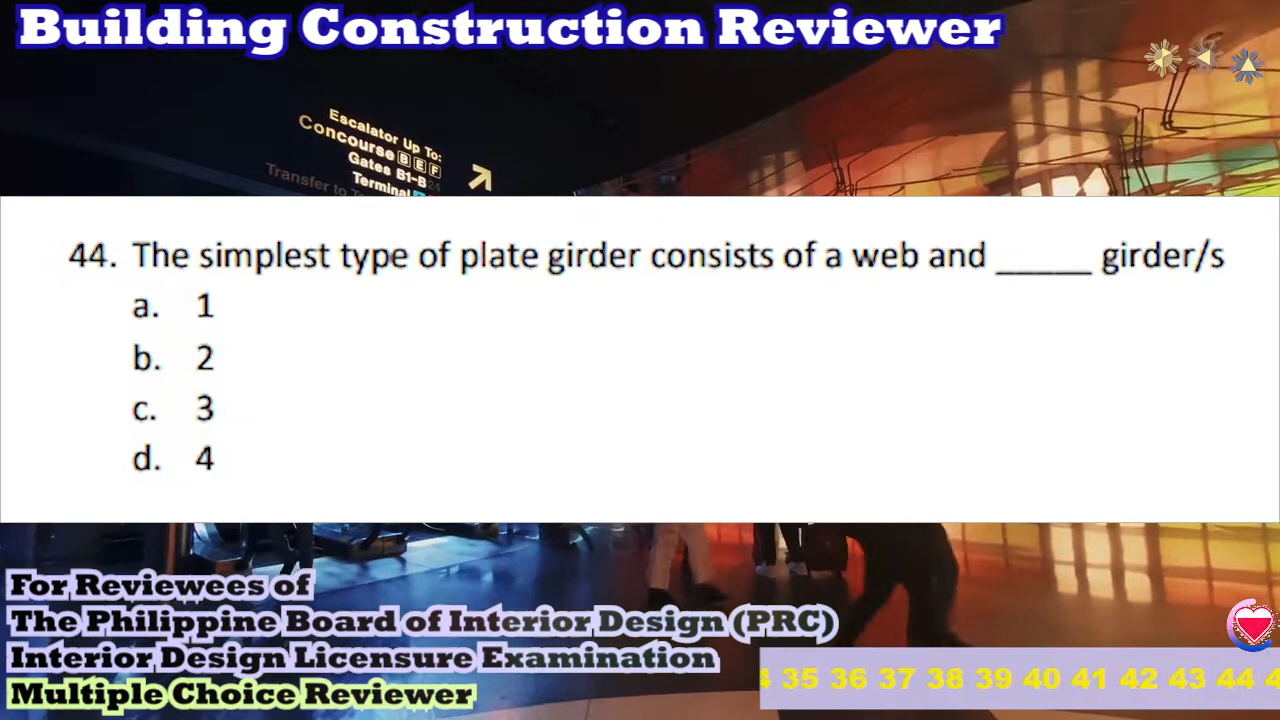 Building Construction Reviewer
Escalator Up To:
Concourse B E F
Gates B1-B24
Transfer to
Terminal
44. The simplest type of plate girder consists of a web and _____ girder/s
a. 1
b. 2
c. 3
d. 4
For Reviewees of
The Philippine Board of Interior Design (PRC)
Interior Design Licensure Examination
Multiple Choice Reviewer
35 36 37 38 39 40 41 42 43 44